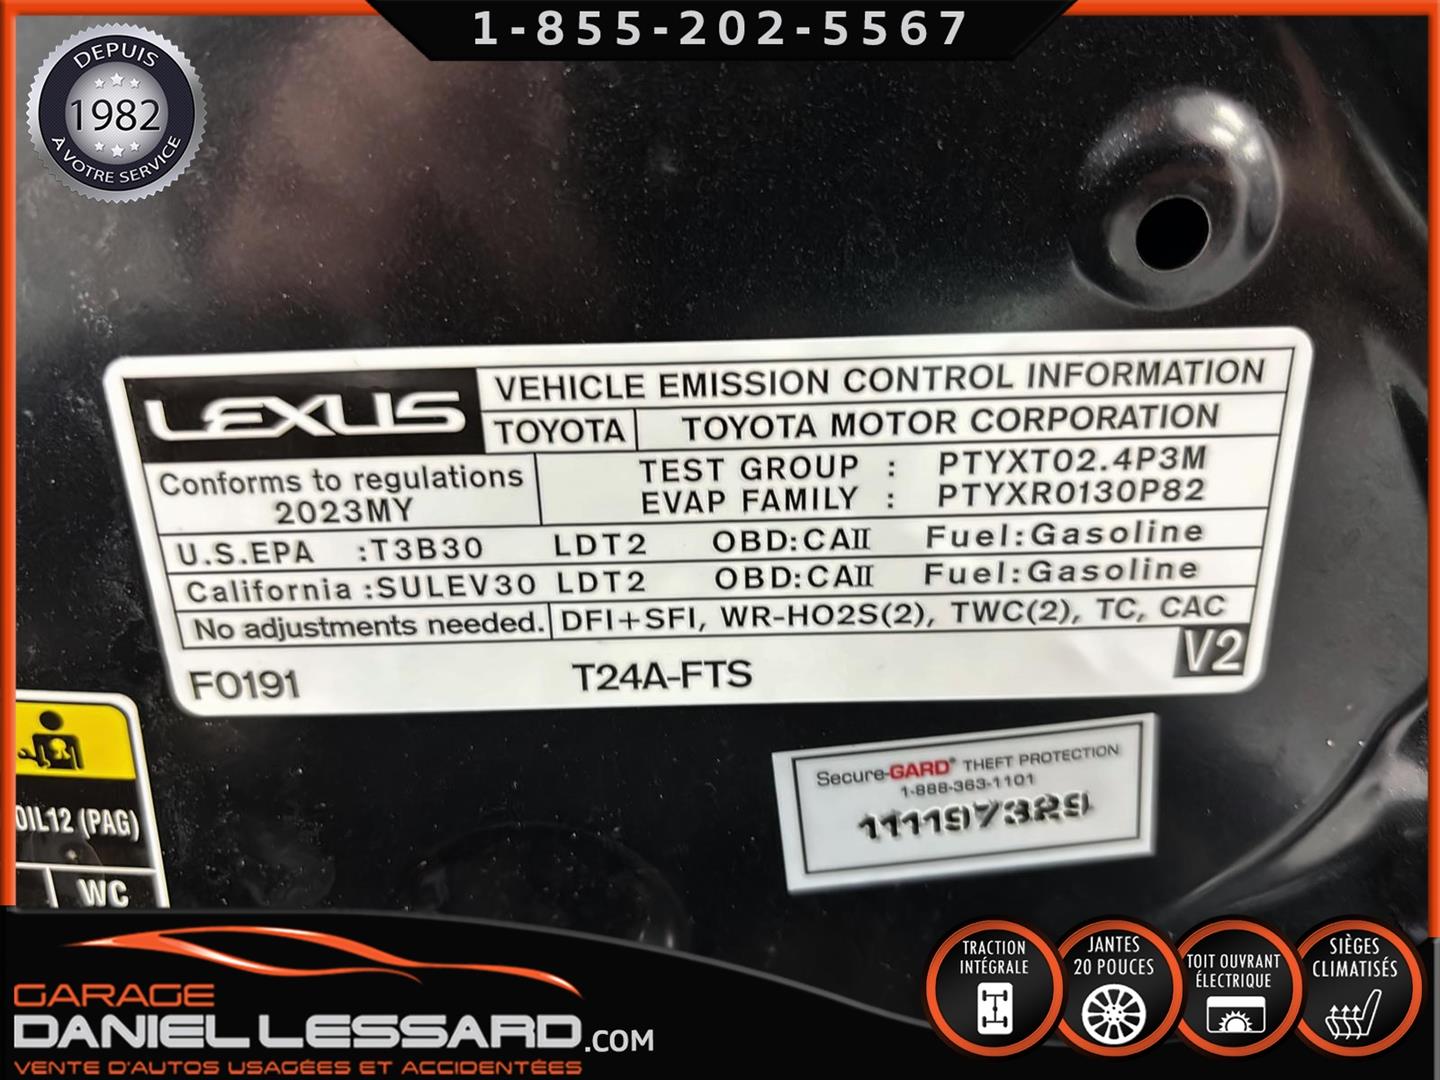 1-855-202-5567
DEPUIS
1982
À VOTRE SERVICE
LEXUS
VEHICLE EMISSION CONTROL INFORMATION
TOYOTA TOYOTA MOTOR CORPORATION
Conforms to regulations
2023MY
TEST GROUP : PTYXT02.4P3M
EVAP FAMILY : PTYXR0130P82
U.S.EPA :T3B30 LDT2 OBD:CAII Fuel:Gasoline
California :SULEV30 LDT2 OBD:CAII Fuel:Gasoline
No adjustments needed. DFI+SFI, WR-HO2S(2), TWC(2), TC, CAC
F0191 T24A-FTS V2
Secure-GARD® THEFT PROTECTION
1-888-363-1101
111197329
OIL12 (PAG)
WC
GARAGE
DANIEL LESSARD.COM
VENTE D'AUTOS USAGÉES ET ACCIDENTÉES
TRACTION
INTÉGRALE
JANTES
20 POUCES
TOIT OUVRANT
ÉLECTRIQUE
SIÈGES
CLIMATISÉS